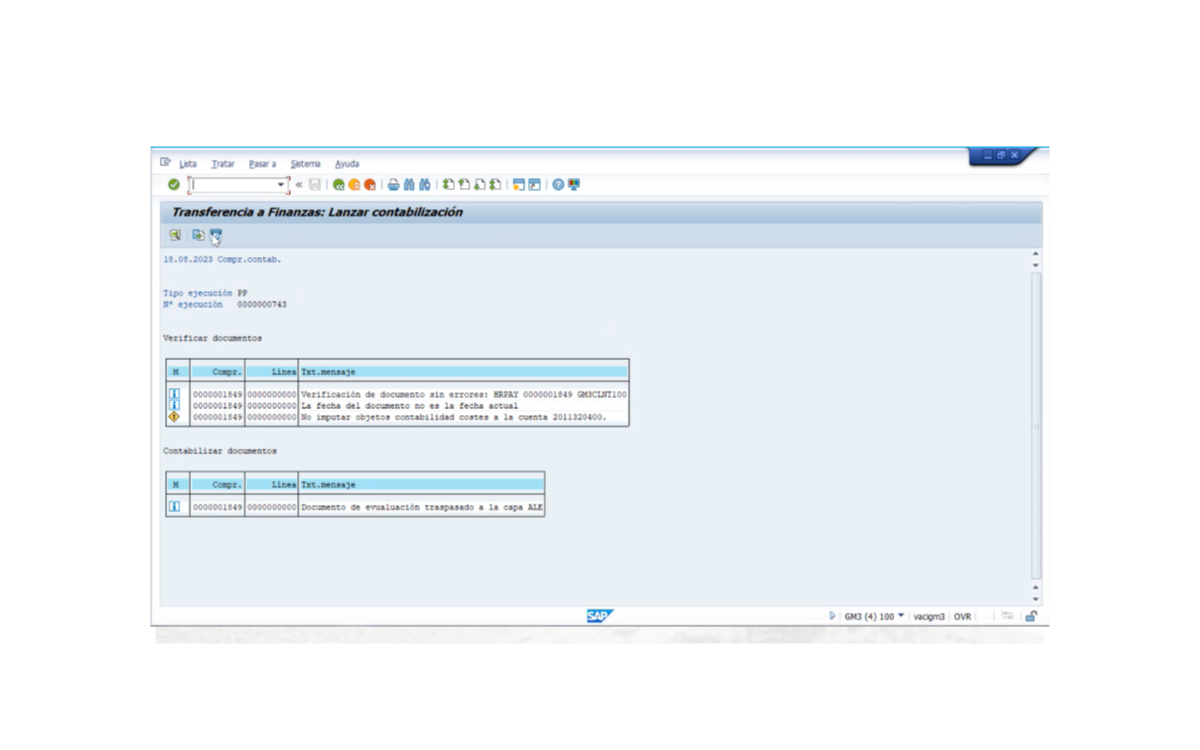 Lista Tratar Pasar a Sistema Ayuda
Transferencia a Finanzas: Lanzar contabilización
18.08.2023 Compr.contab.
Tipo ejecución PP
Nº ejecución 0000000743
Verificar documentos
M Compr. Línea Txt.mensaje
0000001849 0000000000 Verificación de documento sin errores: HRPAY 0000001849 GM3CLNT100
0000001849 0000000000 La fecha del documento no es la fecha actual
0000001849 0000000000 No imputar objetos contabilidad costes a la cuenta 2011320400.
Contabilizar documentos
M Compr. Línea Txt.mensaje
0000001849 0000000000 Documento de evualuación traspasado a la capa ALE
SAP GM3 (4) 100 vacigm3 OVR